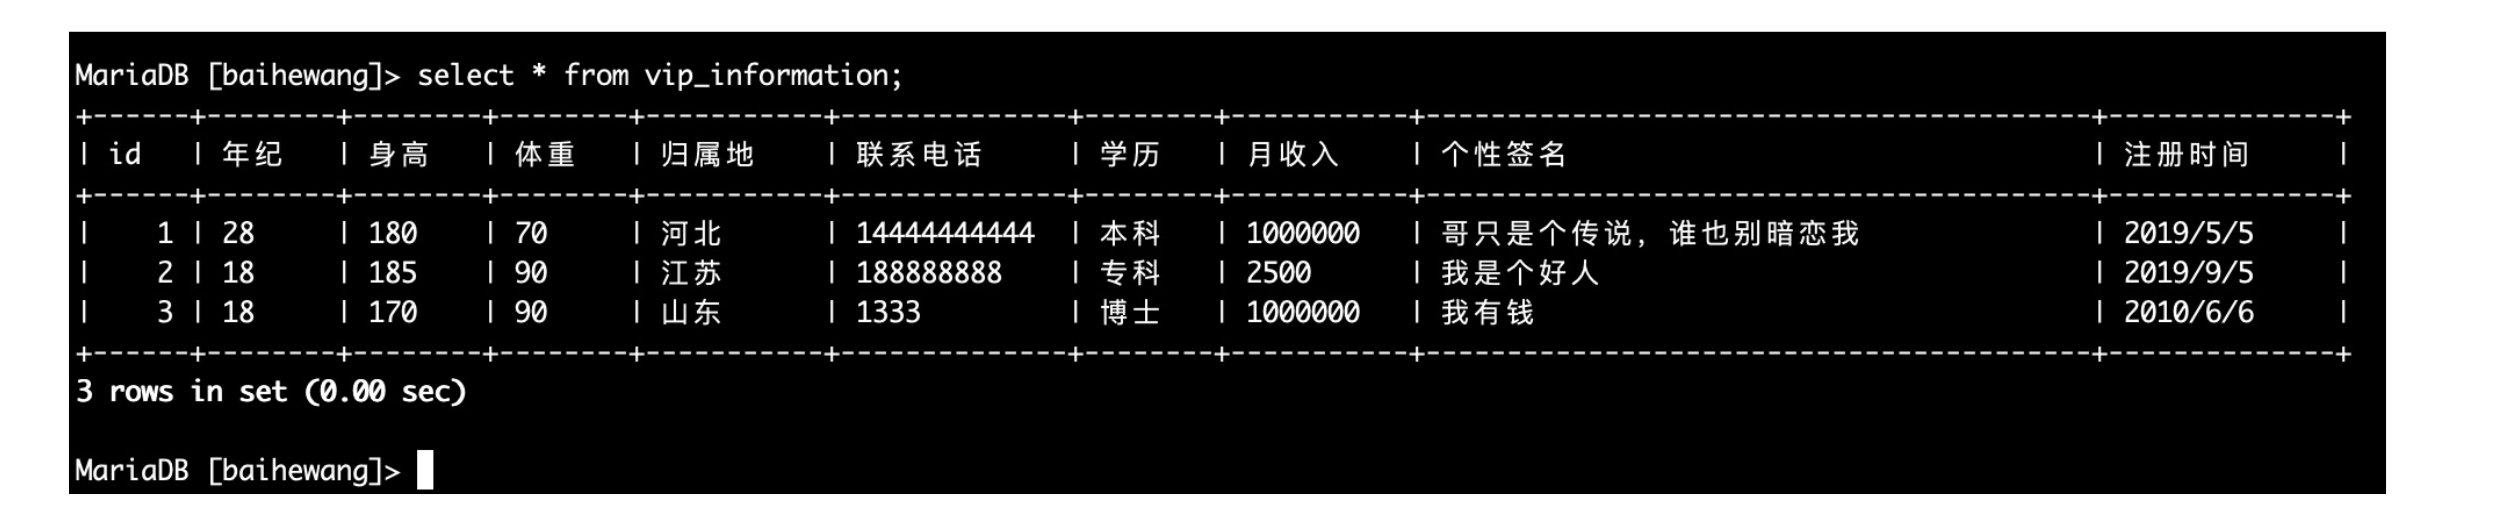 MariaDB [baihewang]> select * from vip_information;
+------+--------+--------+--------+-----------+--------------+--------+-----------+-----------------------------------------+--------------+
| id | 年纪 | 身高 | 体重 | 归属地 | 联系电话 | 学历 | 月收入 | 个性签名 | 注册时间 |
+------+--------+--------+--------+-----------+--------------+--------+-----------+-----------------------------------------+--------------+
| 1 | 28 | 180 | 70 | 河北 | 14444444444 | 本科 | 1000000 | 哥只是个传说，谁也别暗恋我 | 2019/5/5 |
| 2 | 18 | 185 | 90 | 江苏 | 188888888 | 专科 | 2500 | 我是个好人 | 2019/9/5 |
| 3 | 18 | 170 | 90 | 山东 | 1333 | 博士 | 1000000 | 我有钱 | 2010/6/6 |
+------+--------+--------+--------+-----------+--------------+--------+-----------+-----------------------------------------+--------------+
3 rows in set (0.00 sec)
MariaDB [baihewang]>